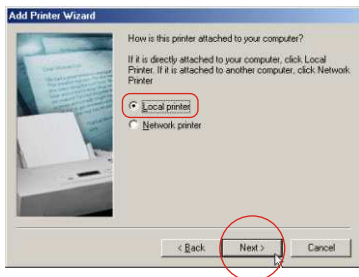 Add Printer Wizard
How is this printer attached to your computer?
If it is directly attached to your computer, click Local
Printer. If it is attached to another computer, click Network
Printer
Local printer
Network printer
< Back
Next >
Cancel